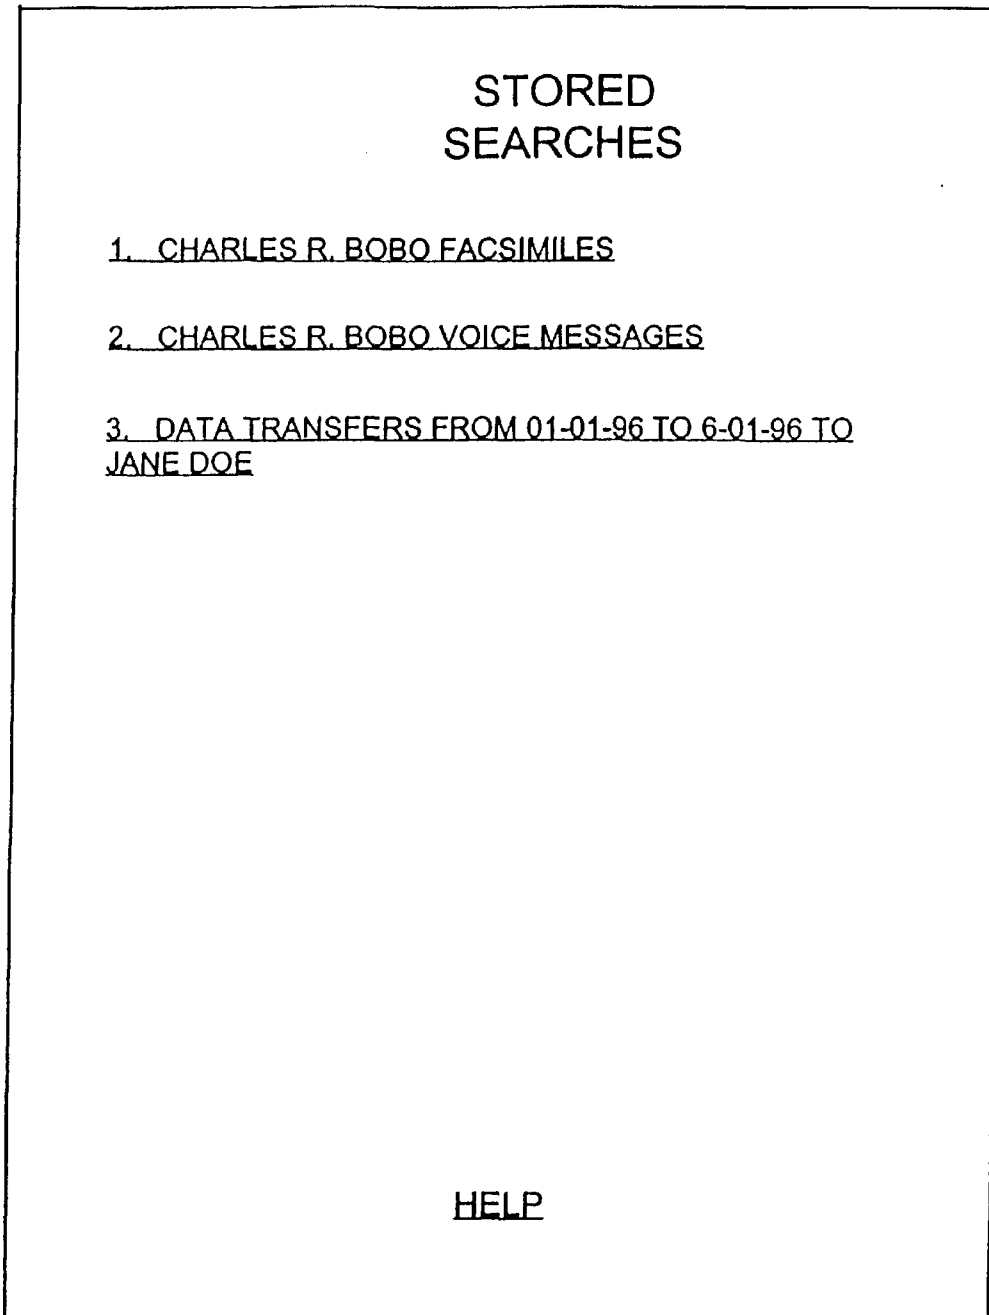 STORED
SEARCHES
1. CHARLES R. BOBO FACSIMILES
2. CHARLES R. BOBO VOICE MESSAGES
3. DATA TRANSFERS FROM 01-01-96 TO 6-01-96 TO
JANE DOE
HELP